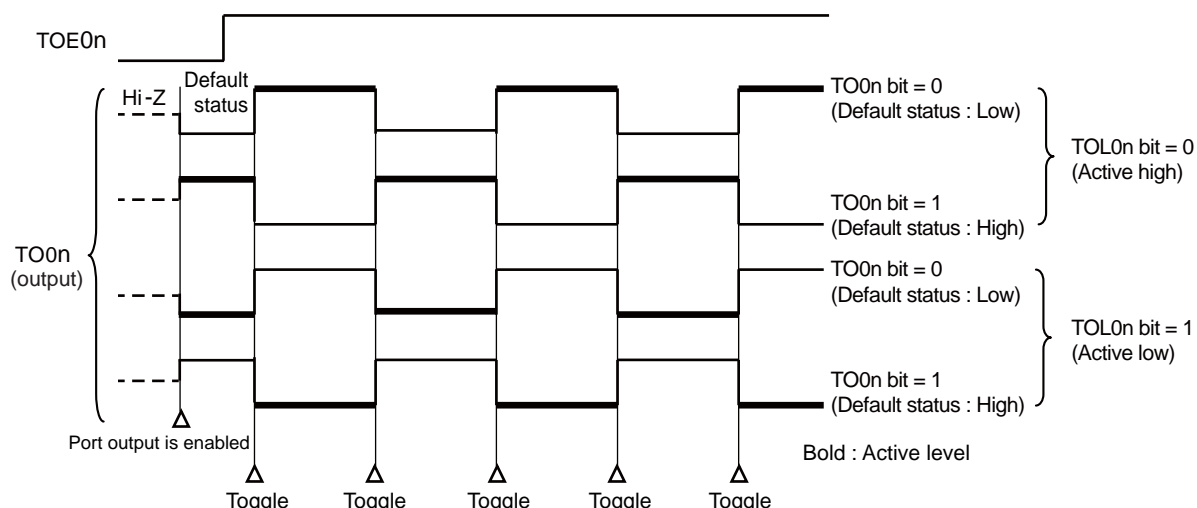 TOE0n
Hi-Z
Default
status
TO0n bit = 0
(Default status : Low)
TOL0n bit = 0
(Active high)
TO0n bit = 1
(Default status : High)
TO0n
(output)
TO0n bit = 0
(Default status : Low)
TOL0n bit = 1
(Active low)
TO0n bit = 1
(Default status : High)
Port output is enabled
Bold : Active level
Toggle Toggle Toggle Toggle Toggle